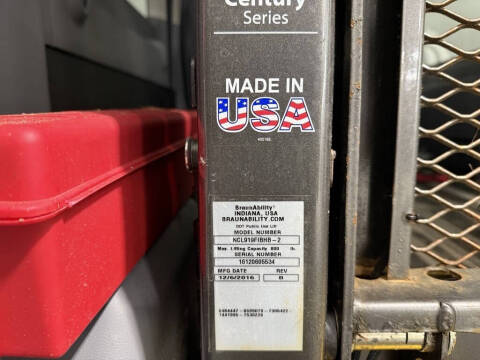 Century
Series
MADE IN
USA
BraunAbility
INDIANA, USA
BRAUNABILITY.COM
DOT Public Use Lift
MODEL NUMBER
NCL919FIBHB-2
Max. Lifting Capacity 800 lb.
SERIAL NUMBER
16120605534
MFG DATE REV
12/6/2016 B